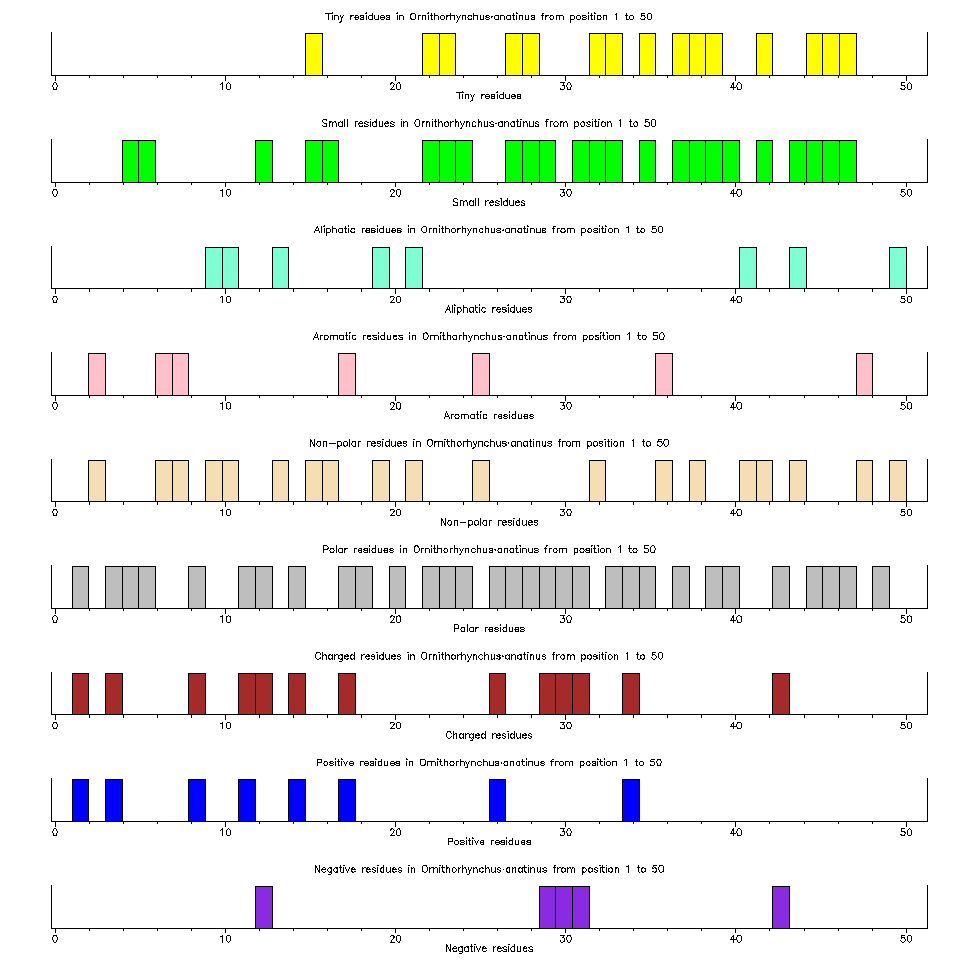 Tiny residues in Ornithorhynchus-anatinus from position 1 to 50
0 10 20 30 40 50
Tiny residues
Small residues in Ornithorhynchus-anatinus from position 1 to 50
0 10 20 30 40 50
Small residues
Aliphatic residues in Ornithorhynchus-anatinus from position 1 to 50
0 10 20 30 40 50
Aliphatic residues
Aromatic residues in Ornithorhynchus-anatinus from position 1 to 50
0 10 20 30 40 50
Aromatic residues
Non-polar residues in Ornithorhynchus-anatinus from position 1 to 50
0 10 20 30 40 50
Non-polar residues
Polar residues in Ornithorhynchus-anatinus from position 1 to 50
0 10 20 30 40 50
Polar residues
Charged residues in Ornithorhynchus-anatinus from position 1 to 50
0 10 20 30 40 50
Charged residues
Positive residues in Ornithorhynchus-anatinus from position 1 to 50
0 10 20 30 40 50
Positive residues
Negative residues in Ornithorhynchus-anatinus from position 1 to 50
0 10 20 30 40 50
Negative residues